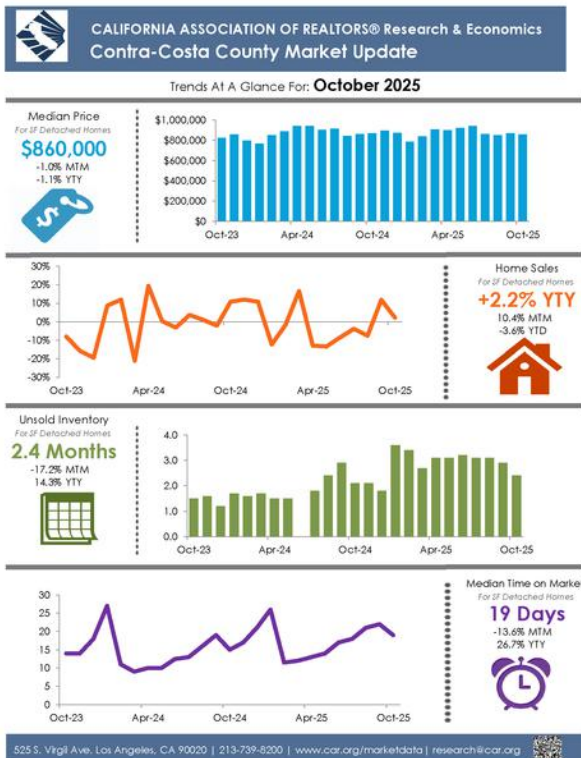 CALIFORNIA ASSOCIATION OF REALTORS® Research & Economics
Contra-Costa County Market Update
Trends At A Glance For: October 2025
Median Price
For SF Detached Homes
$860,000
-1.0% MTM
-1.1% YTY
$1,000,000
$800,000
$600,000
$400,000
$200,000
$0
Oct-23 Apr-24 Oct-24 Apr-25 Oct-25
30%
20%
10%
0%
-10%
-20%
-30%
Oct-23 Apr-24 Oct-24 Apr-25 Oct-25
Home Sales
For SF Detached Homes
+2.2% YTY
10.4% MTM
-3.6% YTD
Unsold Inventory
For SF Detached Homes
2.4 Months
-17.2% MTM
14.3% YTY
4.0
3.0
2.0
1.0
0.0
Oct-23 Apr-24 Oct-24 Apr-25 Oct-25
30
25
20
15
10
5
0
Oct-23 Apr-24 Oct-24 Apr-25 Oct-25
Median Time on Marke
For SF Detached Homes
19 Days
-13.6% MTM
26.7% YTY
525 S. Virgil Ave. Los Angeles, CA 90020 | 213-739-8200 | www.car.org/marketdata | research@car.org